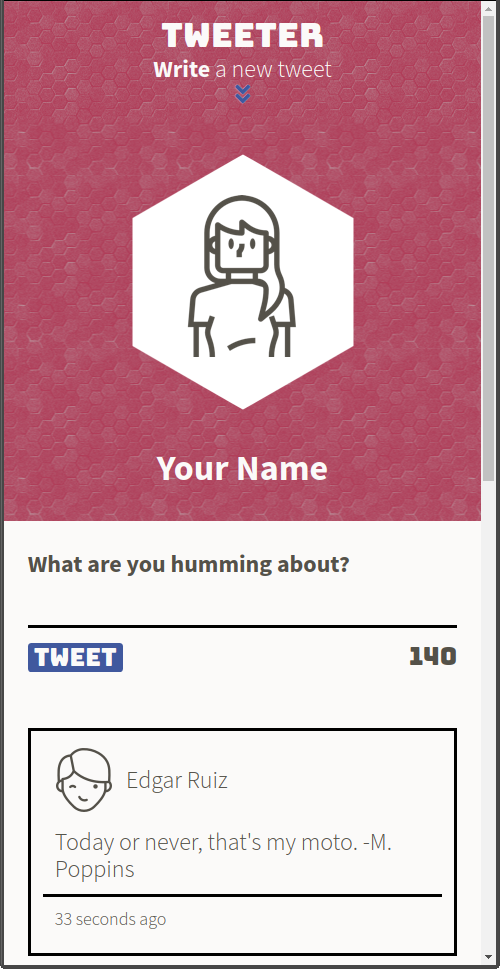 TWEETER
Write a new tweet
Your Name
What are you humming about?
TWEET
140
Edgar Ruiz
Today or never, that's my moto. -M.
Poppins
33 seconds ago